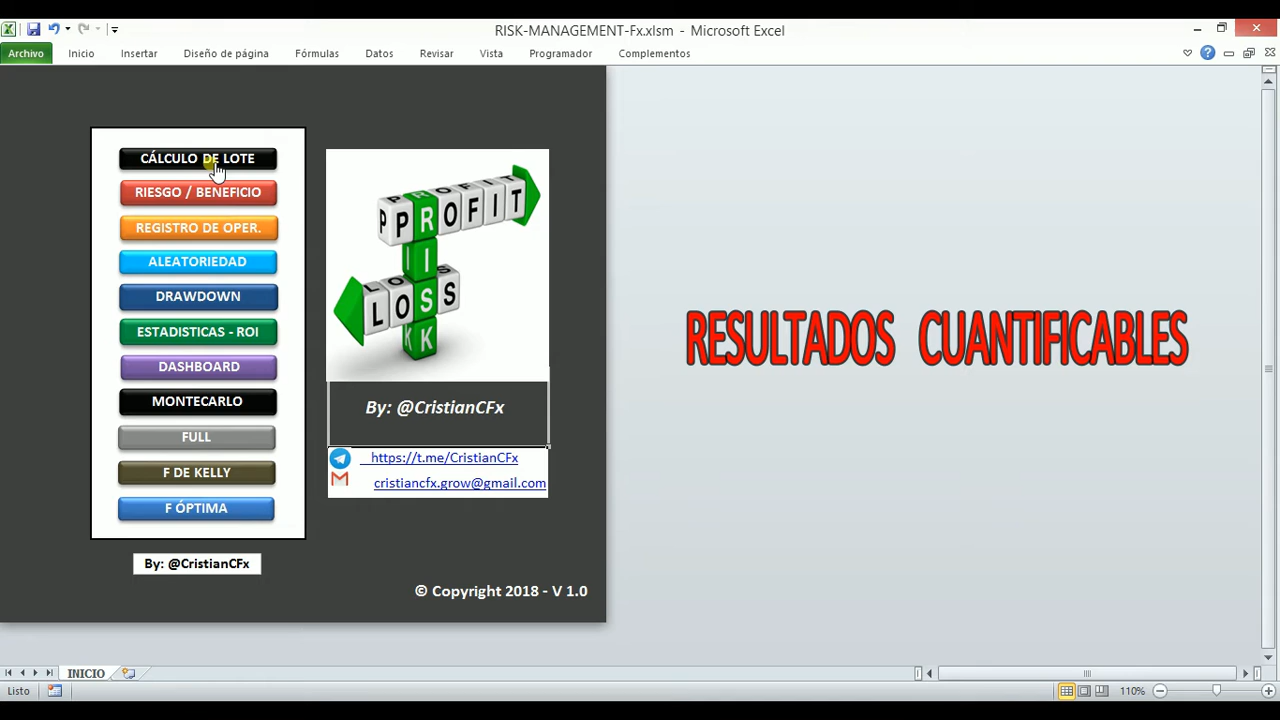 RISK-MANAGEMENT-Fx.xlsm - Microsoft Excel
Archivo Inicio Insertar Diseño de página Fórmulas Datos Revisar Vista Programador Complementos
CÁLCULO DE LOTE
RIESGO / BENEFICIO
REGISTRO DE OPER.
ALEATORIEDAD
DRAWDOWN
ESTADISTICAS - ROI
DASHBOARD
MONTECARLO
FULL
F DE KELLY
F ÓPTIMA
By: @CristianCFx
PROFIT
RISK
LOSS
By: @CristianCFx
https://t.me/CristianCFx
cristiancfx.grow@gmail.com
© Copyright 2018 - V 1.0
RESULTADOS CUANTIFICABLES
INICIO
Listo
110%